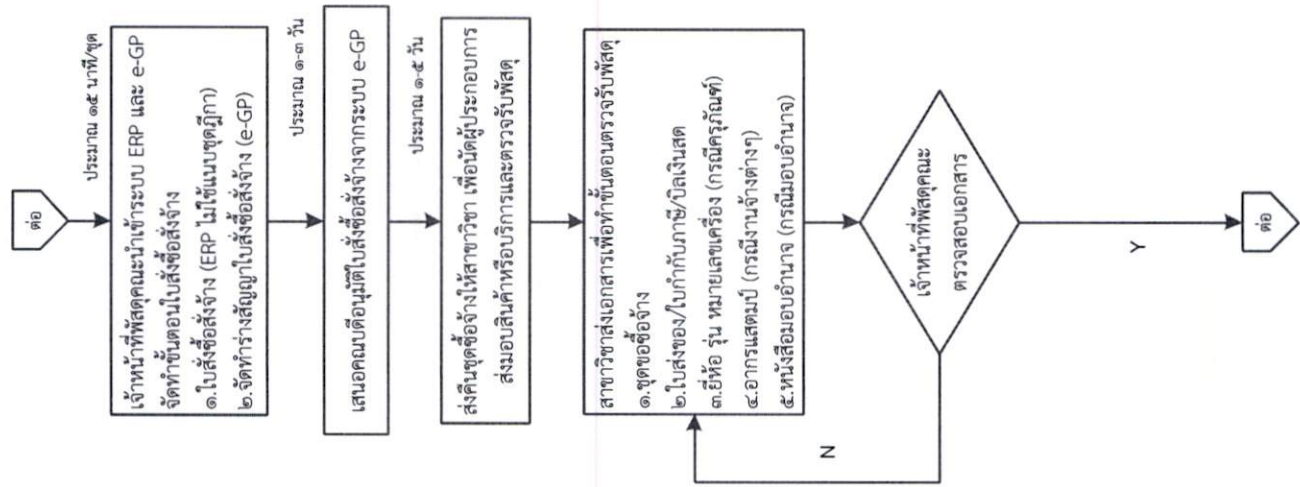 ต่อ
ประมาณ ๑๕ นาที/ชุด
เจ้าหน้าที่พัสดุคณะนำเข้าระบบ ERP และ e-GP
จัดทำขั้นตอนใบสั่งซื้อสั่งจ้าง
๑.ใบสั่งซื้อสั่งจ้าง (ERP ไม่ใช้แนบชุดฎีกา)
๒.จัดทำร่างสัญญาใบสั่งซื้อสั่งจ้าง (e-GP)
ประมาณ ๑-๓ วัน
เสนอคณบดีอนุมัติใบสั่งซื้อสั่งจ้างจากระบบ e-GP
ประมาณ ๑-๕ วัน
ส่งคืนชุดซื้อจ้างให้สาขาวิชา เพื่อนัดผู้ประกอบการ
ส่งมอบสินค้าหรือบริการและตรวจรับพัสดุ
สาขาวิชาส่งเอกสารเพื่อทำขั้นตอนตรวจรับพัสดุ
๑.ชุดขอซื้อจ้าง
๒.ใบส่งของ/ใบกำกับภาษี/บิลเงินสด
๓.ยี่ห้อ รุ่น หมายเลขเครื่อง (กรณีครุภัณฑ์)
๔.อากรแสตมป์ (กรณีงานจ้างต่างๆ)
๕.หนังสือมอบอำนาจ (กรณีมอบอำนาจ)
เจ้าหน้าที่พัสดุคณะ
ตรวจสอบเอกสาร
N
Y
ต่อ